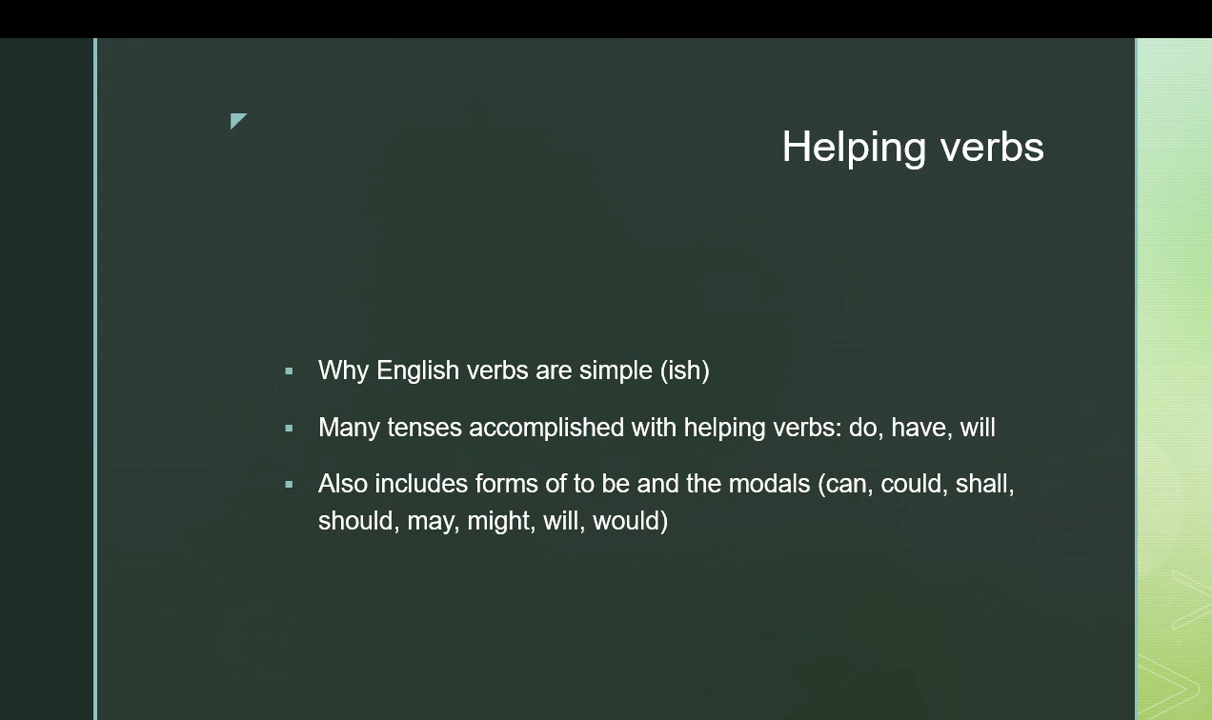 Helping verbs
Why English verbs are simple (ish)
Many tenses accomplished with helping verbs: do, have, will
Also includes forms of to be and the modals (can, could, shall,
should, may, might, will, would)